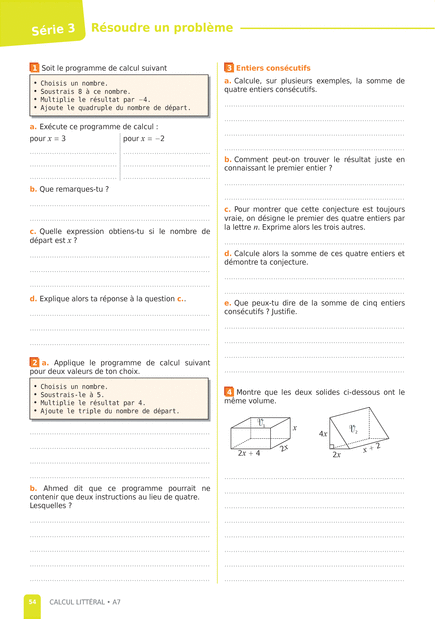 Série 3
Résoudre un problème
1 Soit le programme de calcul suivant
• Choisis un nombre.
• Soustrais 8 à ce nombre.
• Multiplie le résultat par −4.
• Ajoute le quadruple du nombre de départ.
a. Exécute ce programme de calcul :
pour x = 3
pour x = −2
b. Que remarques-tu ?
c. Quelle expression obtiens-tu si le nombre de
départ est x ?
d. Explique alors ta réponse à la question c..
2 a. Applique le programme de calcul suivant
pour deux valeurs de ton choix.
• Choisis un nombre.
• Soustrais-le à 5.
• Multiplie le résultat par 4.
• Ajoute le triple du nombre de départ.
b. Ahmed dit que ce programme pourrait ne
contenir que deux instructions au lieu de quatre.
Lesquelles ?
3 Entiers consécutifs
a. Calcule, sur plusieurs exemples, la somme de
quatre entiers consécutifs.
b. Comment peut-on trouver le résultat juste en
connaissant le premier entier ?
c. Pour montrer que cette conjecture est toujours
vraie, on désigne le premier des quatre entiers par
la lettre n. Exprime alors les trois autres.
d. Calcule alors la somme de ces quatre entiers et
démontre ta conjecture.
e. Que peux-tu dire de la somme de cinq entiers
consécutifs ? Justifie.
4 Montre que les deux solides ci-dessous ont le
même volume.
V1
x
2x + 4
2x
4x
V2
2x
x + 2
54 CALCUL LITTÉRAL • A7